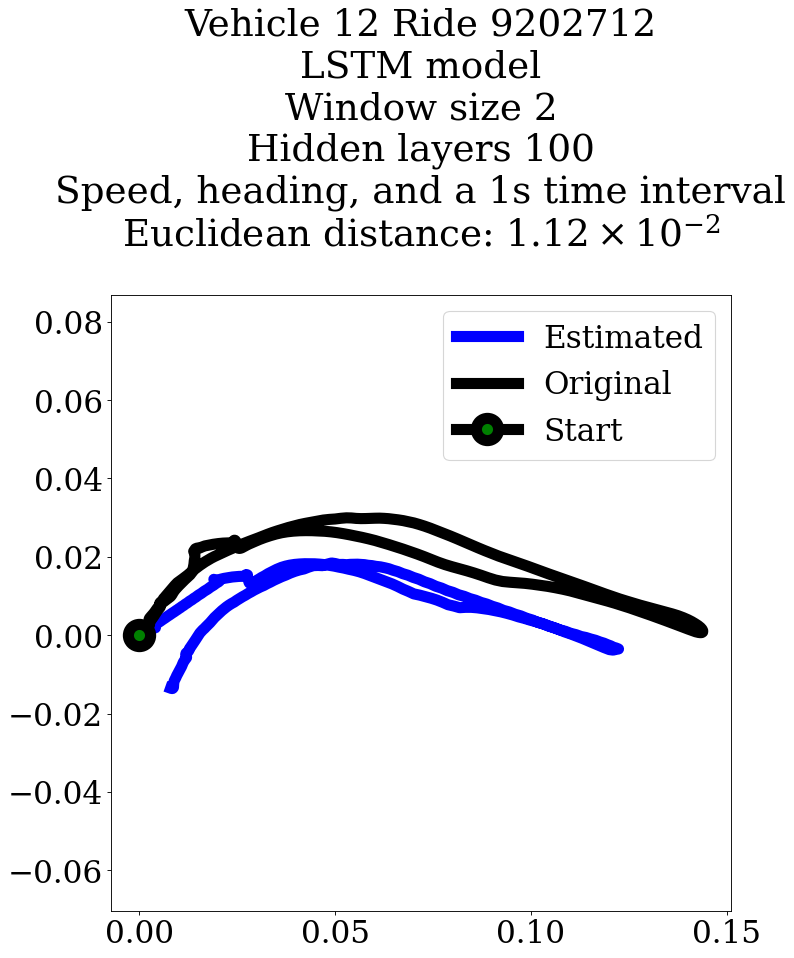 Vehicle 12 Ride 9202712
LSTM model
Window size 2
Hidden layers 100
Speed, heading, and a 1s time interval
Euclidean distance: 1.12 × 10⁻²
Estimated
Original
Start
0.08
0.06
0.04
0.02
0.00
−0.02
−0.04
−0.06
0.00 0.05 0.10 0.15